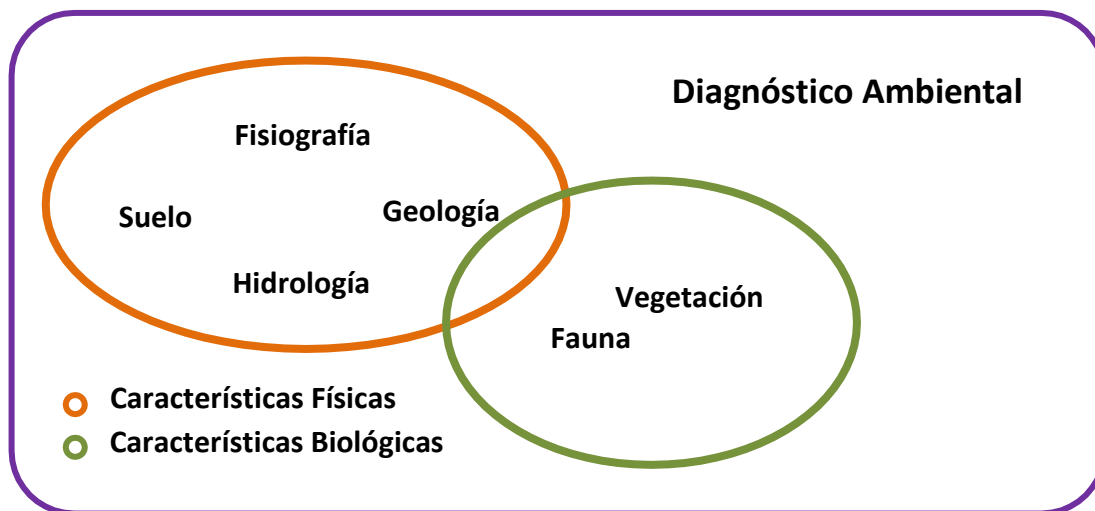 Diagnóstico Ambiental
Fisiografía
Suelo
Geología
Hidrología
Vegetación
Fauna
Características Físicas
Características Biológicas